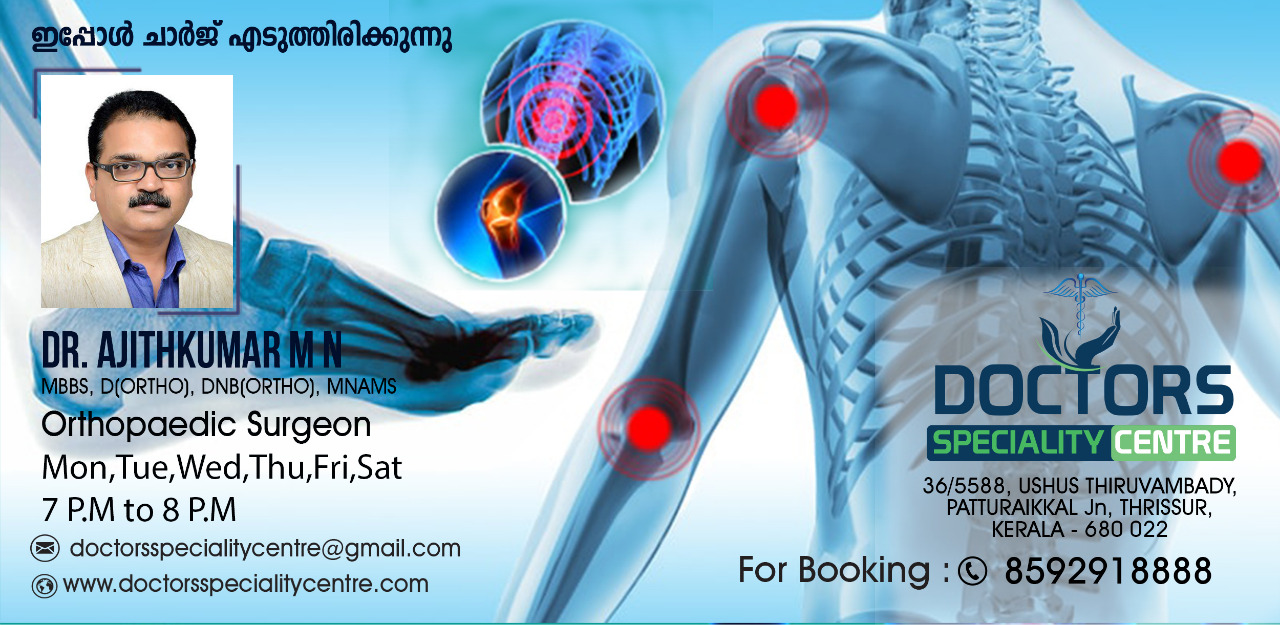 ഇപ്പോൾ ചാർജ് എടുത്തിരിക്കുന്നു
DR. AJITHKUMAR M N
MBBS, D(ORTHO), DNB(ORTHO), MNAMS
Orthopaedic Surgeon
Mon,Tue,Wed,Thu,Fri,Sat
7 P.M to 8 P.M
doctorsspecialitycentre@gmail.com
www.doctorsspecialitycentre.com
DOCTORS
SPECIALITY CENTRE
36/5588, USHUS THIRUVAMBADY,
PATTURAIKKAL Jn, THRISSUR,
KERALA - 680 022
For Booking : 8592918888